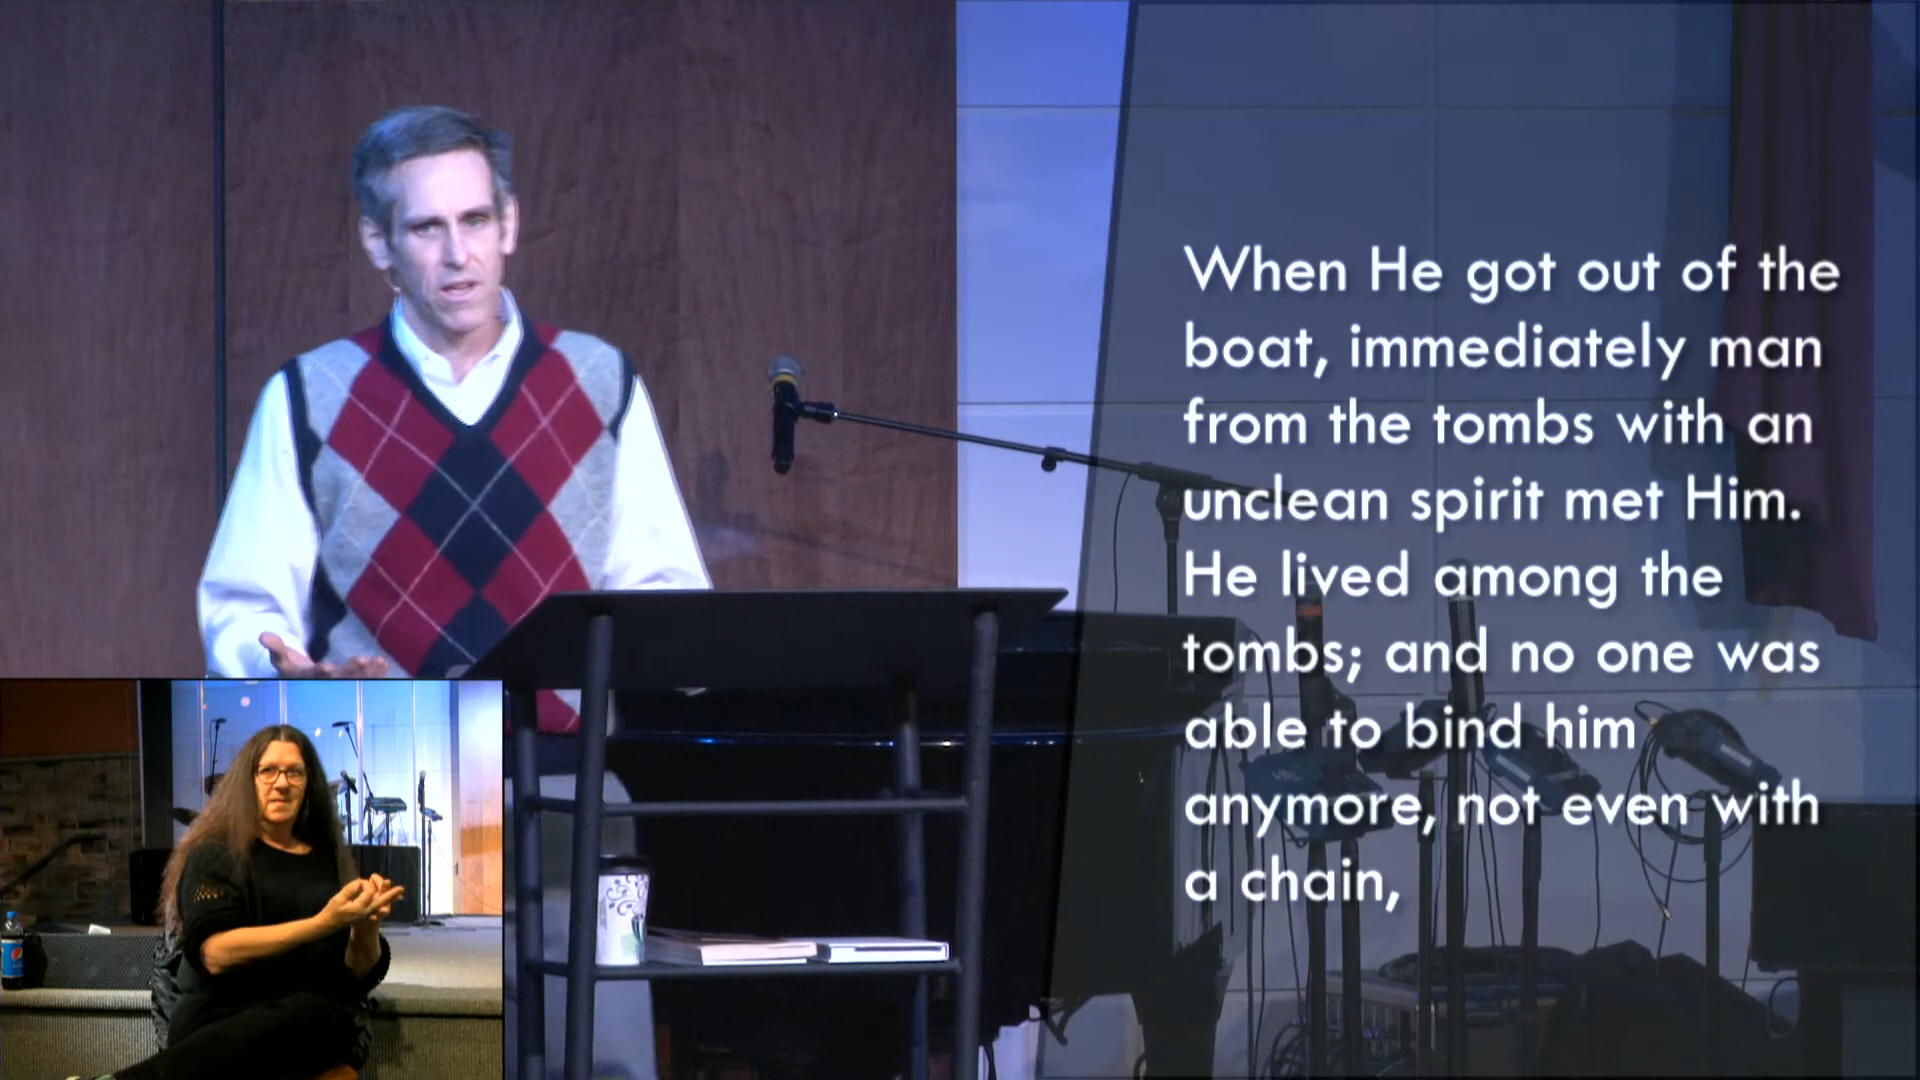 When He got out of the
boat, immediately man
from the tombs with an
unclean spirit met Him.
He lived among the
tombs; and no one was
able to bind him
anymore, not even with
a chain,